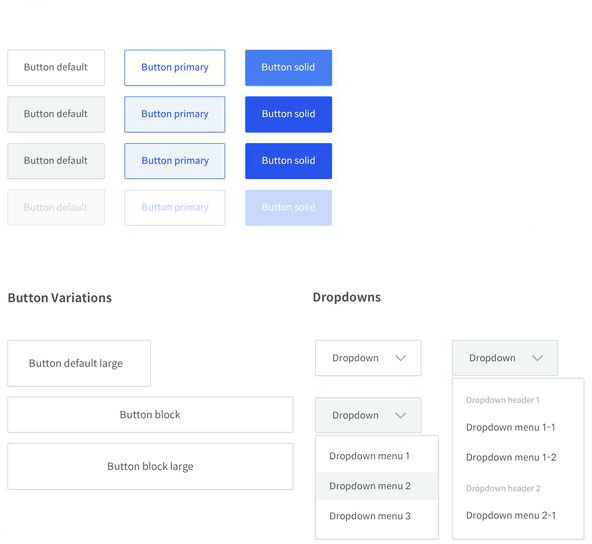 Button default Button primary Button solid
Button default Button primary Button solid
Button default Button primary Button solid
Button default Button primary Button solid
Button Variations
Button default large
Button block
Button block large
Dropdowns
Dropdown
Dropdown
Dropdown menu 1
Dropdown menu 2
Dropdown menu 3
Dropdown
Dropdown header 1
Dropdown menu 1-1
Dropdown menu 1-2
Dropdown header 2
Dropdown menu 2-1